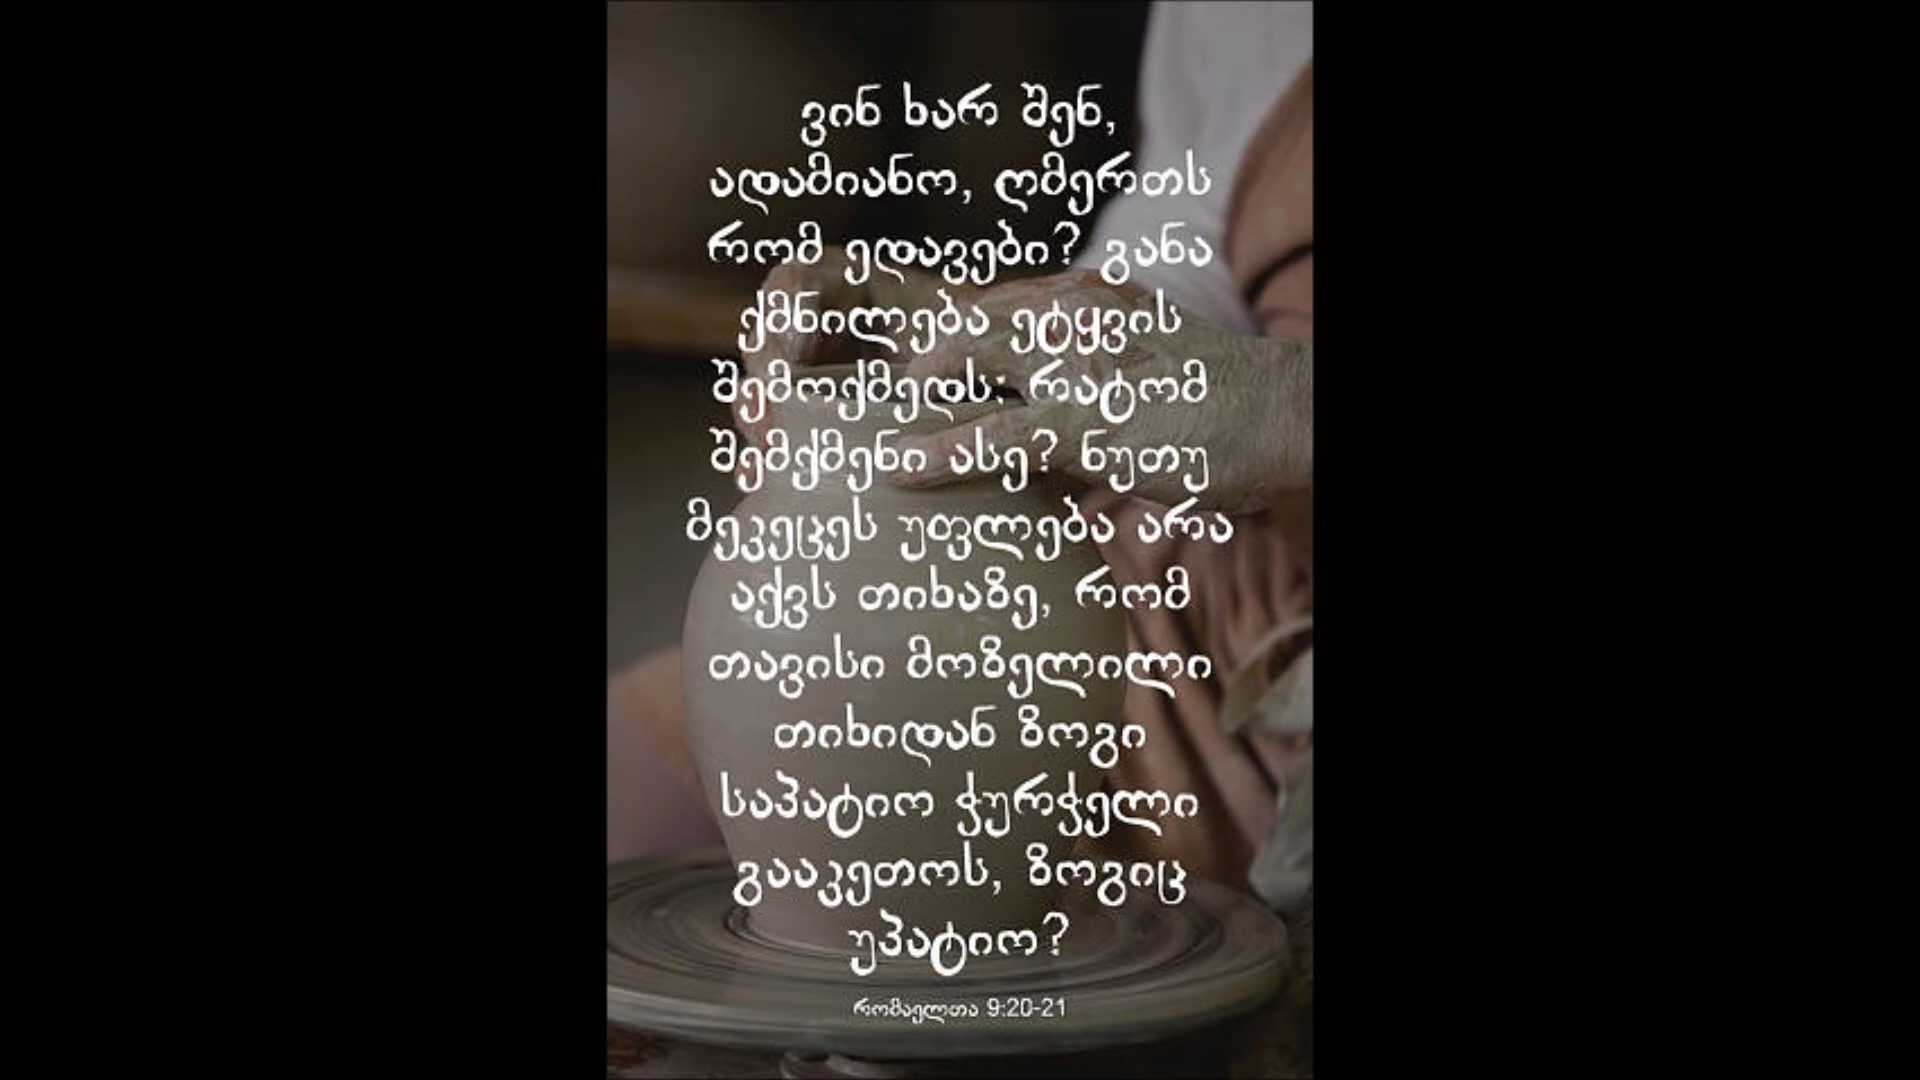 ვინ ხარ შენ,
ადამიანო, ღმერთს
რომ ედავები? განა
ქმნილება ეტყვის
შემოქმედს: რატომ
შემქმენი ასე? ნუთუ
მეკეცეს უფლება არა
აქვს თიხაზე, რომ
თავისი მოზელილი
თიხიდან ზოგი
საპატიო ჭურჭელი
გააკეთოს, ზოგიც
უპატიო?
რომაელთა 9:20-21